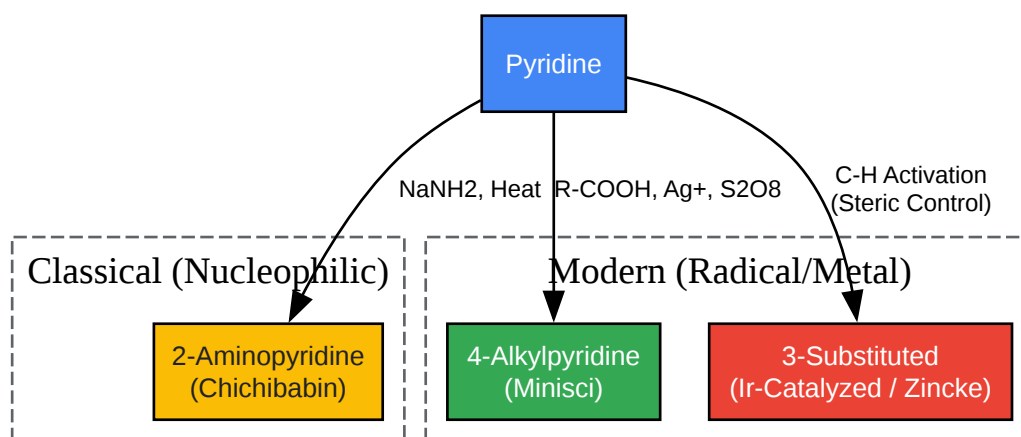 Pyridine
NaNH2, Heat
R-COOH, Ag+, S2O8
C-H Activation
(Steric Control)
Classical (Nucleophilic)
Modern (Radical/Metal)
2-Aminopyridine
(Chichibabin)
4-Alkylpyridine
(Minisci)
3-Substituted
(Ir-Catalyzed / Zincke)